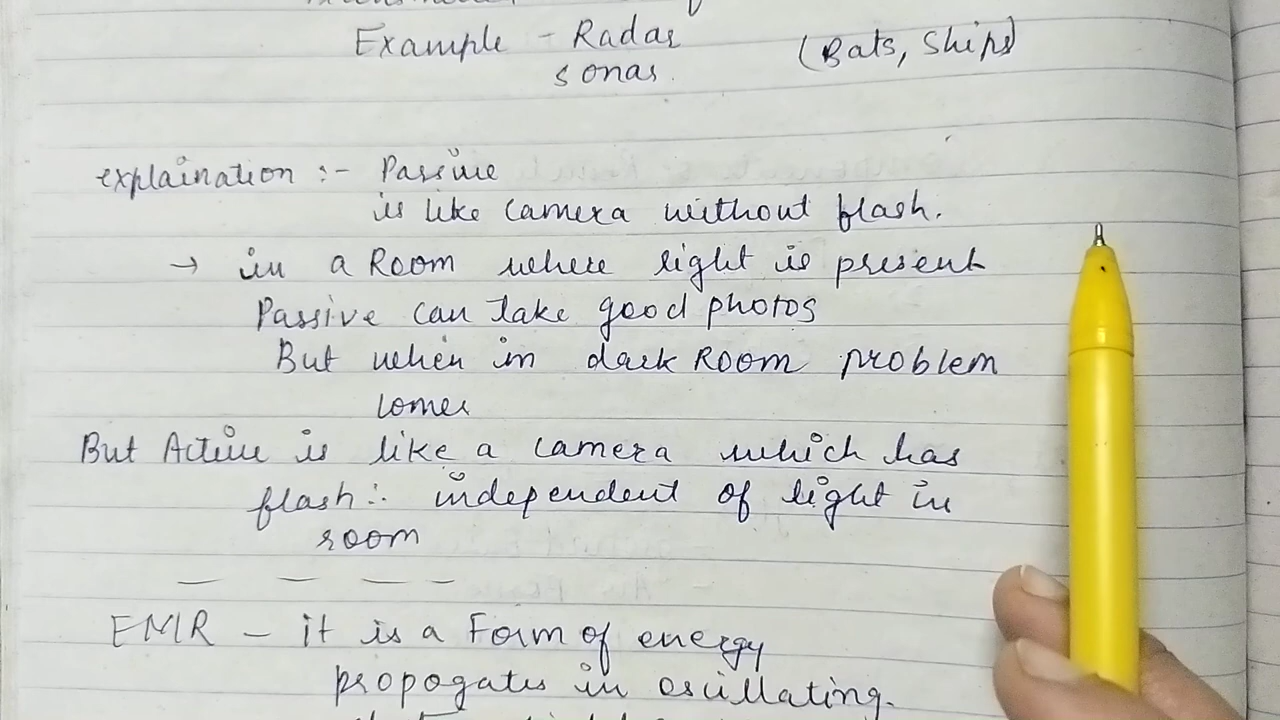 Example - Radar (Bats, Ships)
sonar.
explaination :- Passive
is like camera without flash.
→ in a Room where light is present
Passive can take good photos
But when in dark Room problem
comes
But Active is like a camera which has
flash ∴ independent of light in
room
EMR - it is a Form of energy
propogates in oscillating.